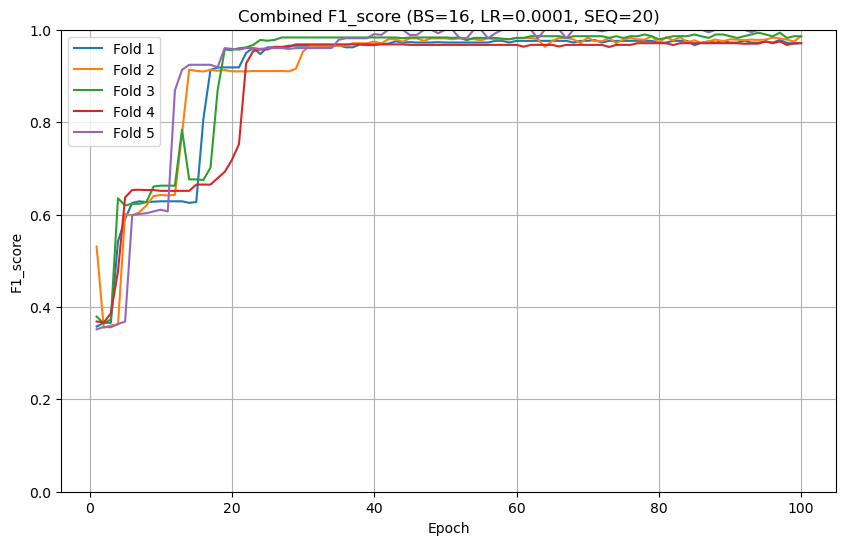 Combined F1_score (BS=16, LR=0.0001, SEQ=20)
Fold 1
Fold 2
Fold 3
Fold 4
Fold 5
F1_score
1.0
0.8
0.6
0.4
0.2
0.0
0 20 40 60 80 100
Epoch